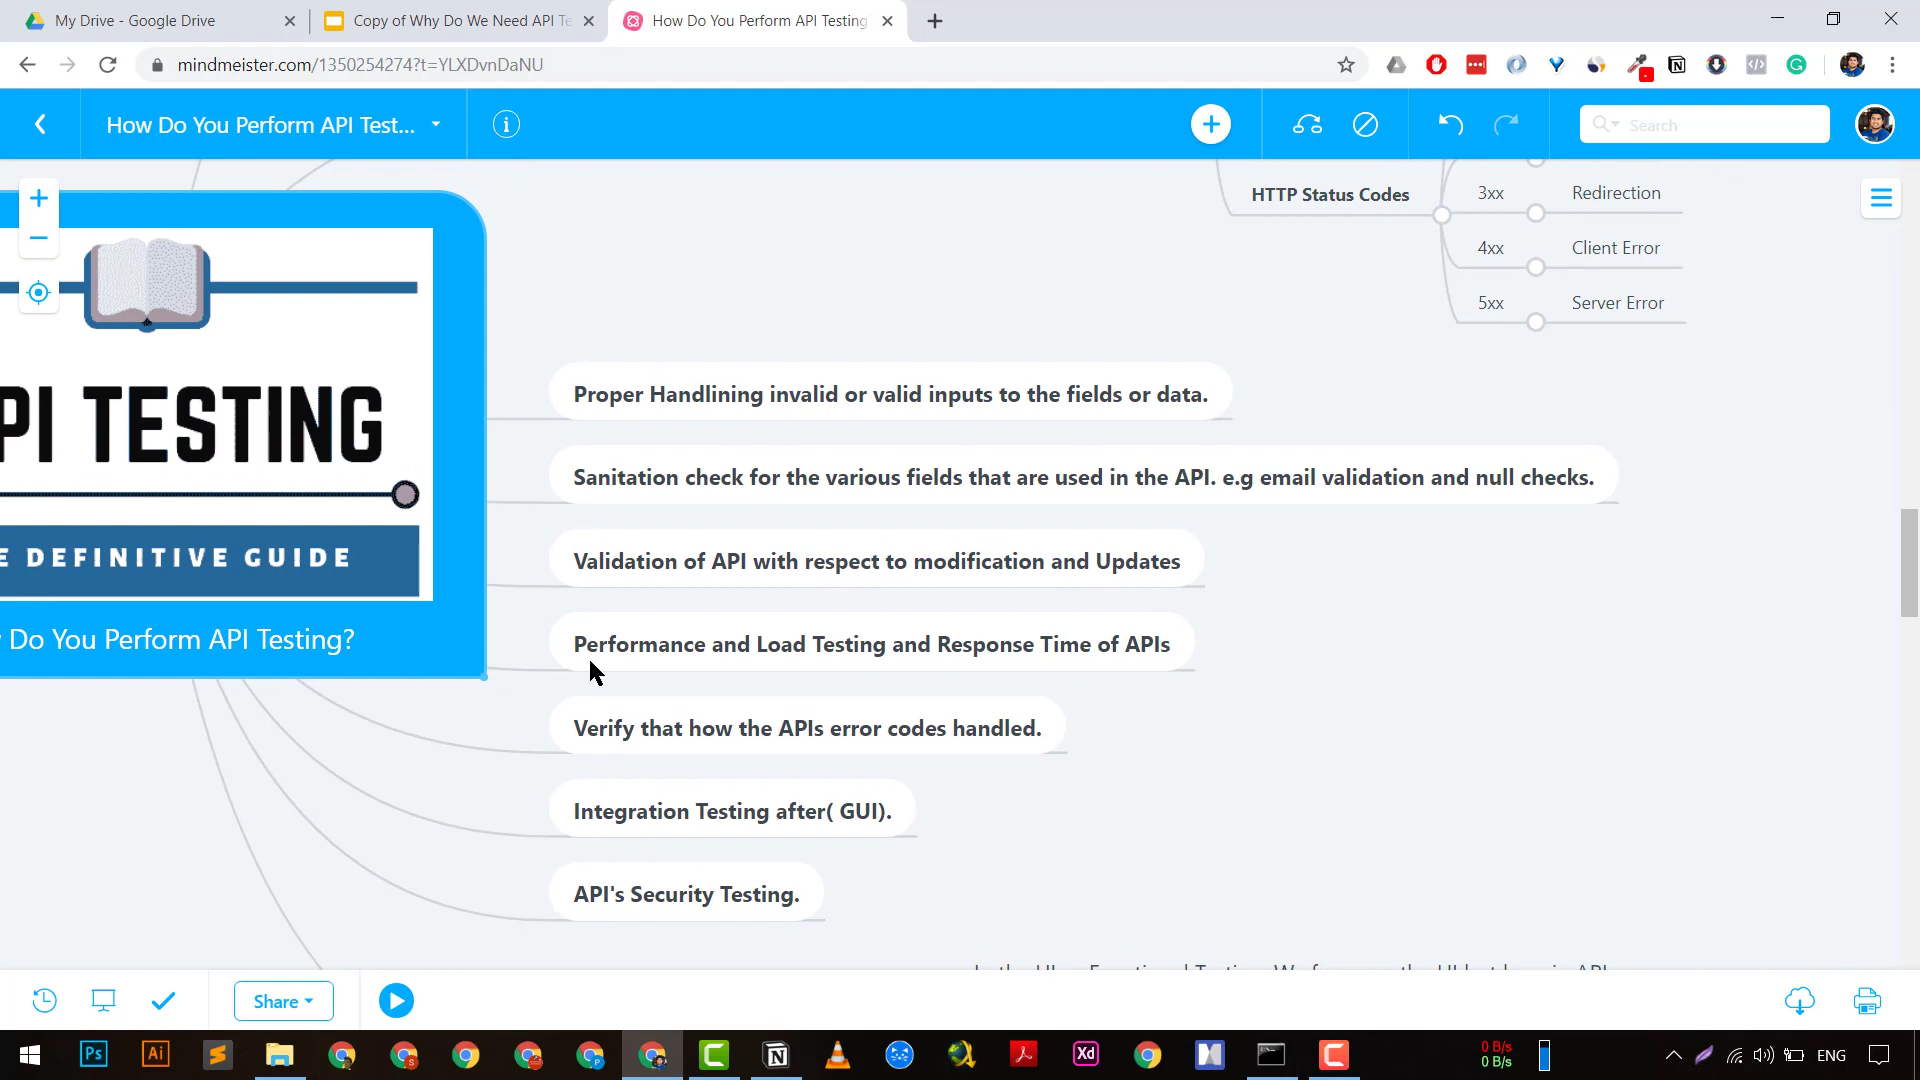 My Drive - Google Drive
Copy of Why Do We Need API Te
How Do You Perform API Testing
mindmeister.com/1350254274?t=YLXDvnDaNU
How Do You Perform API Test...
Search
HTTP Status Codes
3xx Redirection
4xx Client Error
5xx Server Error
PI TESTING
E DEFINITIVE GUIDE
Do You Perform API Testing?
Proper Handlining invalid or valid inputs to the fields or data.
Sanitation check for the various fields that are used in the API. e.g email validation and null checks.
Validation of API with respect to modification and Updates
Performance and Load Testing and Response Time of APIs
Verify that how the APIs error codes handled.
Integration Testing after( GUI).
API's Security Testing.
Share
Ps
Ai
Xd
0 B/s
0 B/s
ENG